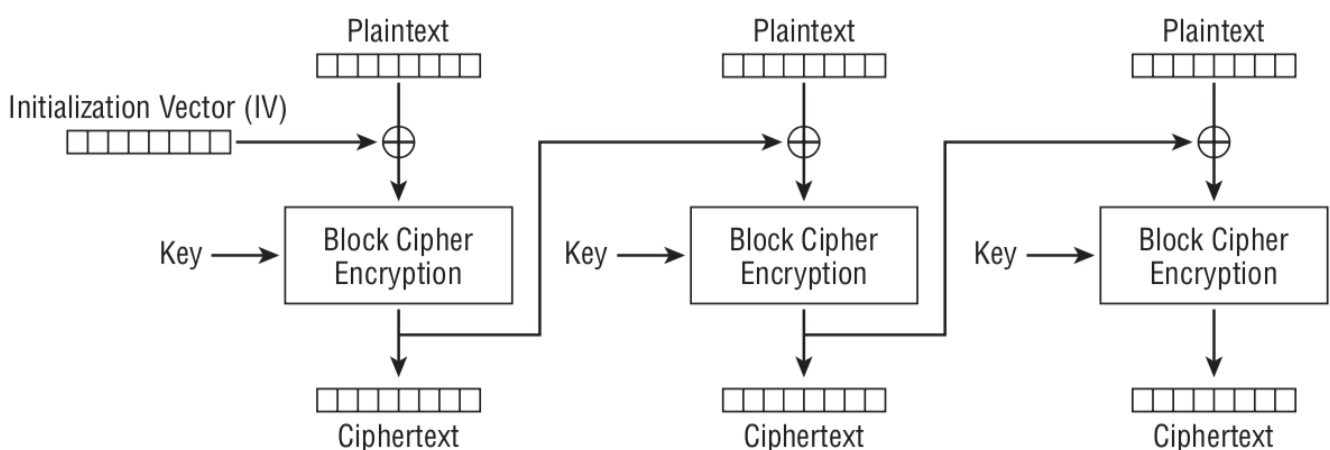 Plaintext
Plaintext
Plaintext
Initialization Vector (IV)
Key
Block Cipher
Encryption
Key
Block Cipher
Encryption
Key
Block Cipher
Encryption
Ciphertext
Ciphertext
Ciphertext